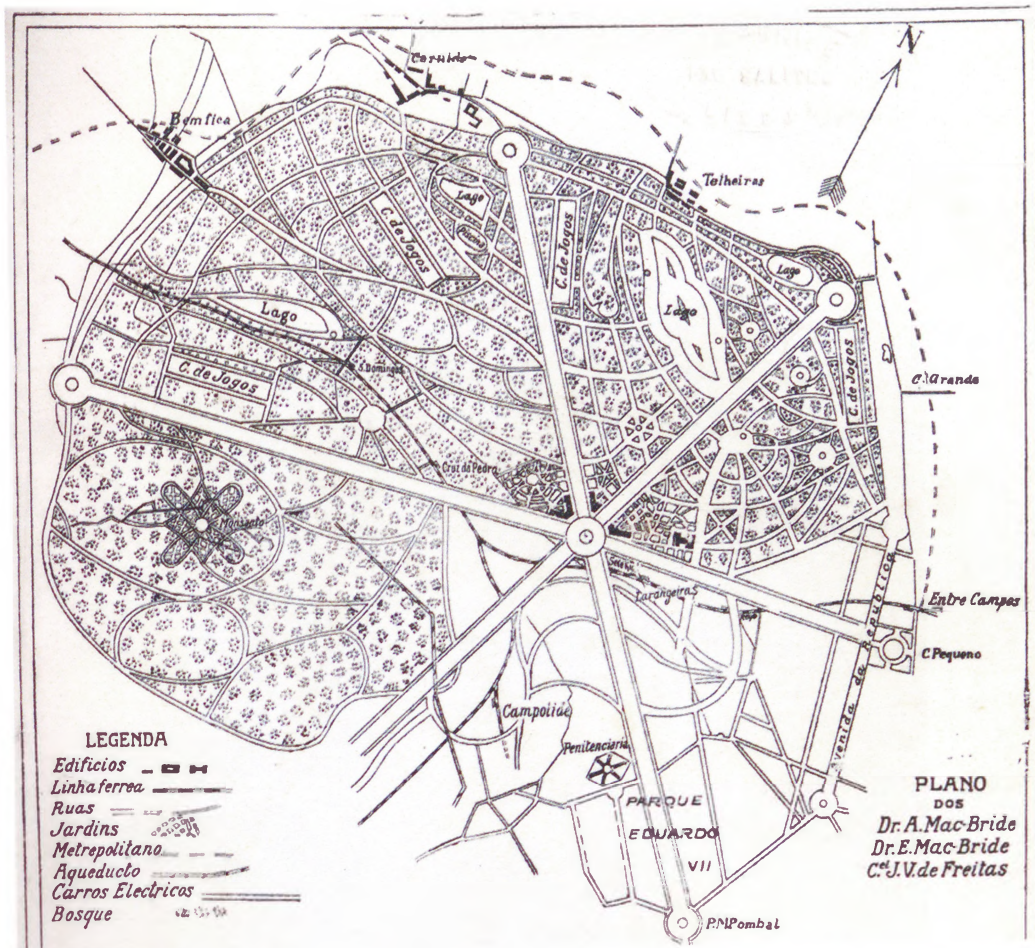 N
Carnide
Bemfica
Telheiras
Lago
Piscina
C. de Jogos
C. de Jogos
Lago
Lago
Lago
C. de Jogos
C. de Jogos
S. Domingos
C. Grande
Cruz da Pedra
Monsanto
Larangeiras
Entre Campos
C. Pequeno
Avenida da Republica
Campolide
Penitenciaria
PARQUE
EDUARDO
VII
P. M. Pombal
LEGENDA
Edificios
Linha ferrea
Ruas
Jardins
Metropolitano
Aqueducto
Carros Electricos
Bosque
PLANO
DOS
Dr. A. Mac-Bride
Dr. E. Mac-Bride
C.el J. V. de Freitas